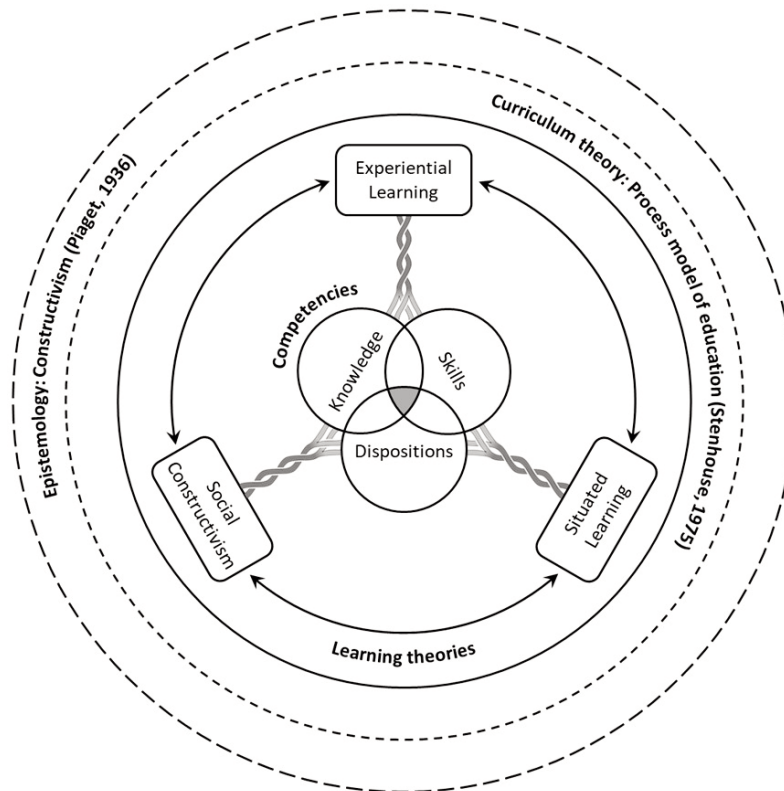 Curriculum theory: Process model of education (Stenhouse, 1975)
Epistemology: Constructivism (Piaget, 1936)
Experiential
Learning
Competencies
Knowledge
Skills
Dispositions
Social
Constructivism
Situated
Learning
Learning theories